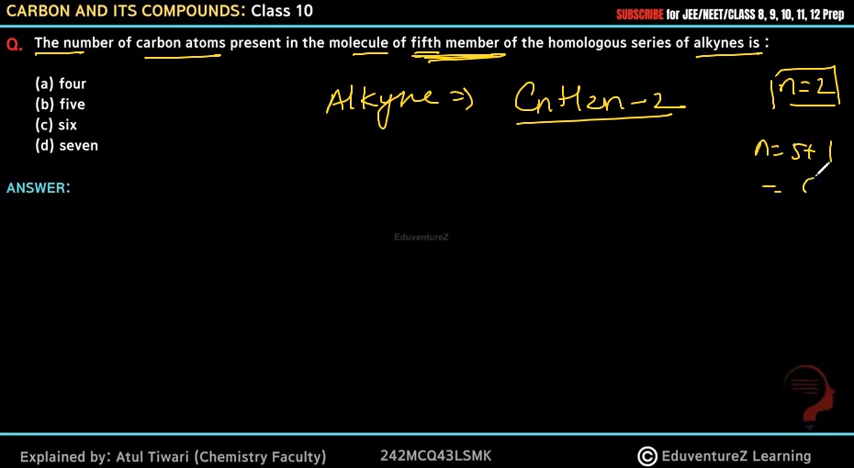 CARBON AND ITS COMPOUNDS: Class 10
SUBSCRIBE for JEE/NEET/CLASS 8, 9, 10, 11, 12 Prep
Q. The number of carbon atoms present in the molecule of fifth member of the homologous series of alkynes is :
(a) four
(b) five
(c) six
(d) seven
Alkyne => CnH2n-2
n=2
n= 5+1
=
ANSWER:
EduventureZ
Explained by: Atul Tiwari (Chemistry Faculty)
242MCQ43LSMK
© EduventureZ Learning